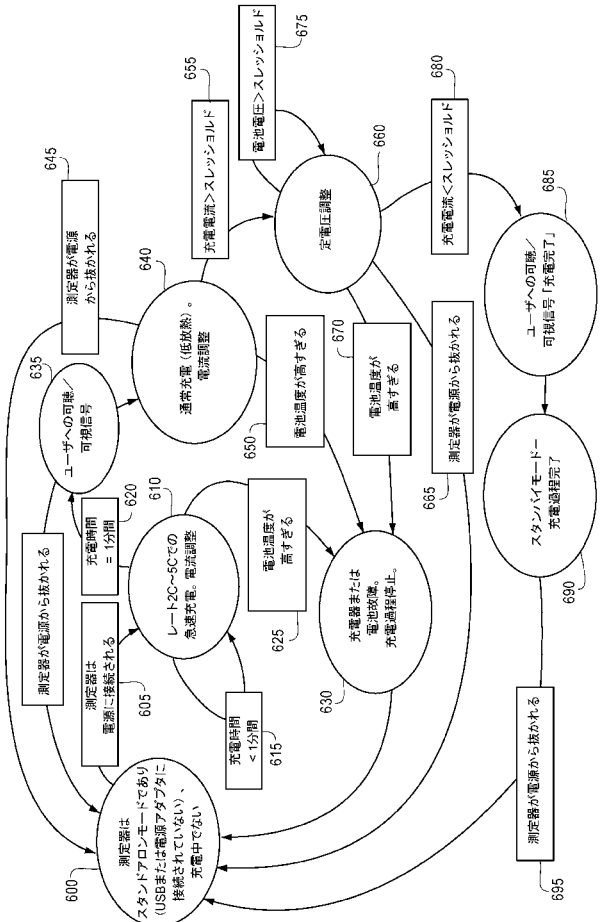 測定器は
スタンドアロンモードであり
(USBまたは電源アダプタに
接続されていない)、
充電中でない
600
測定器は
電源に接続される
605
測定器が電源から抜かれる
レート2C～5Cでの
急速充電。電流調整
610
充電時間
＜1分間
615
充電時間
= 1分間
620
電池温度が
高すぎる
625
充電器または
電池故障。
充電過程停止。
630
ユーザへの可聴／
可視信号
635
通常充電（低放熱）。
電流調整
640
測定器が電源
から抜かれる
645
電池温度が高すぎる
650
充電電流＞スレッショルド
655
定電圧調整
660
測定器が電源から抜かれる
665
電池温度が
高すぎる
670
電池電圧＞スレッショルド
675
充電電流＜スレッショルド
680
ユーザへの可聴／
可視信号「充電完了」
685
スタンバイモードー
充電過程完了
690
測定器が電源から抜かれる
695